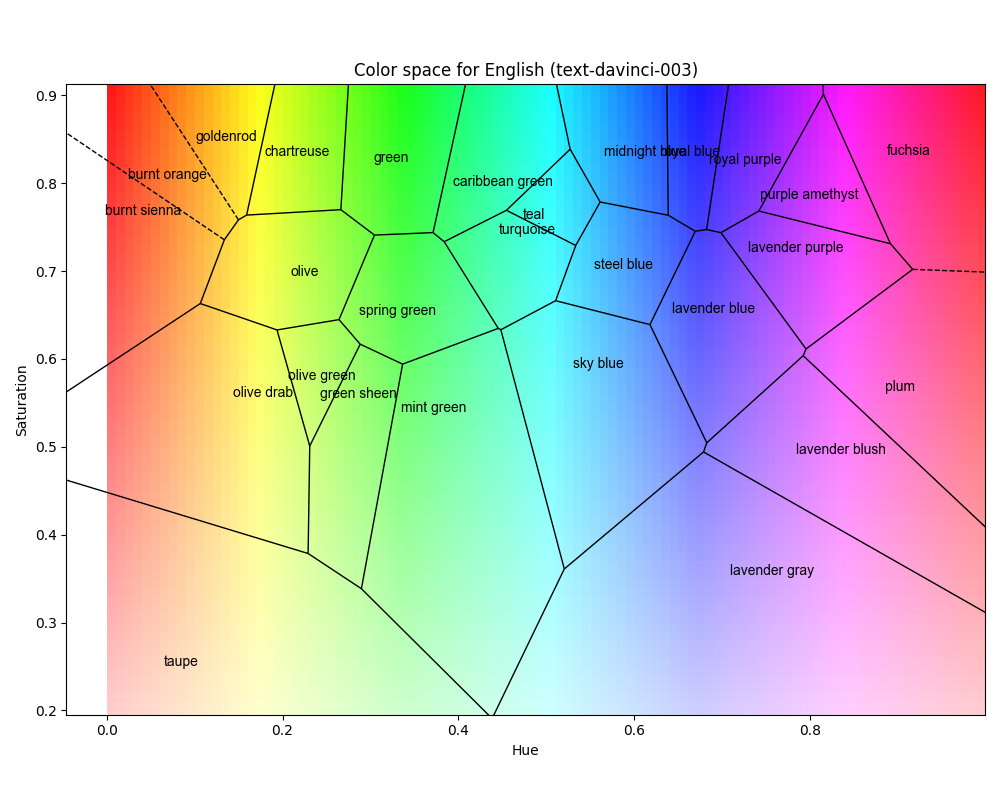 Color space for English (text-davinci-003)
Saturation
0.9
0.8
0.7
0.6
0.5
0.4
0.3
0.2
goldenrod
chartreuse
green
midnight blue
royal blue
royal purple
fuchsia
burnt orange
caribbean green
purple amethyst
burnt sienna
teal
turquoise
lavender purple
olive
steel blue
spring green
lavender blue
olive green
sky blue
olive drab
green sheen
plum
mint green
lavender blush
lavender gray
taupe
0.0
0.2
0.4
0.6
0.8
Hue